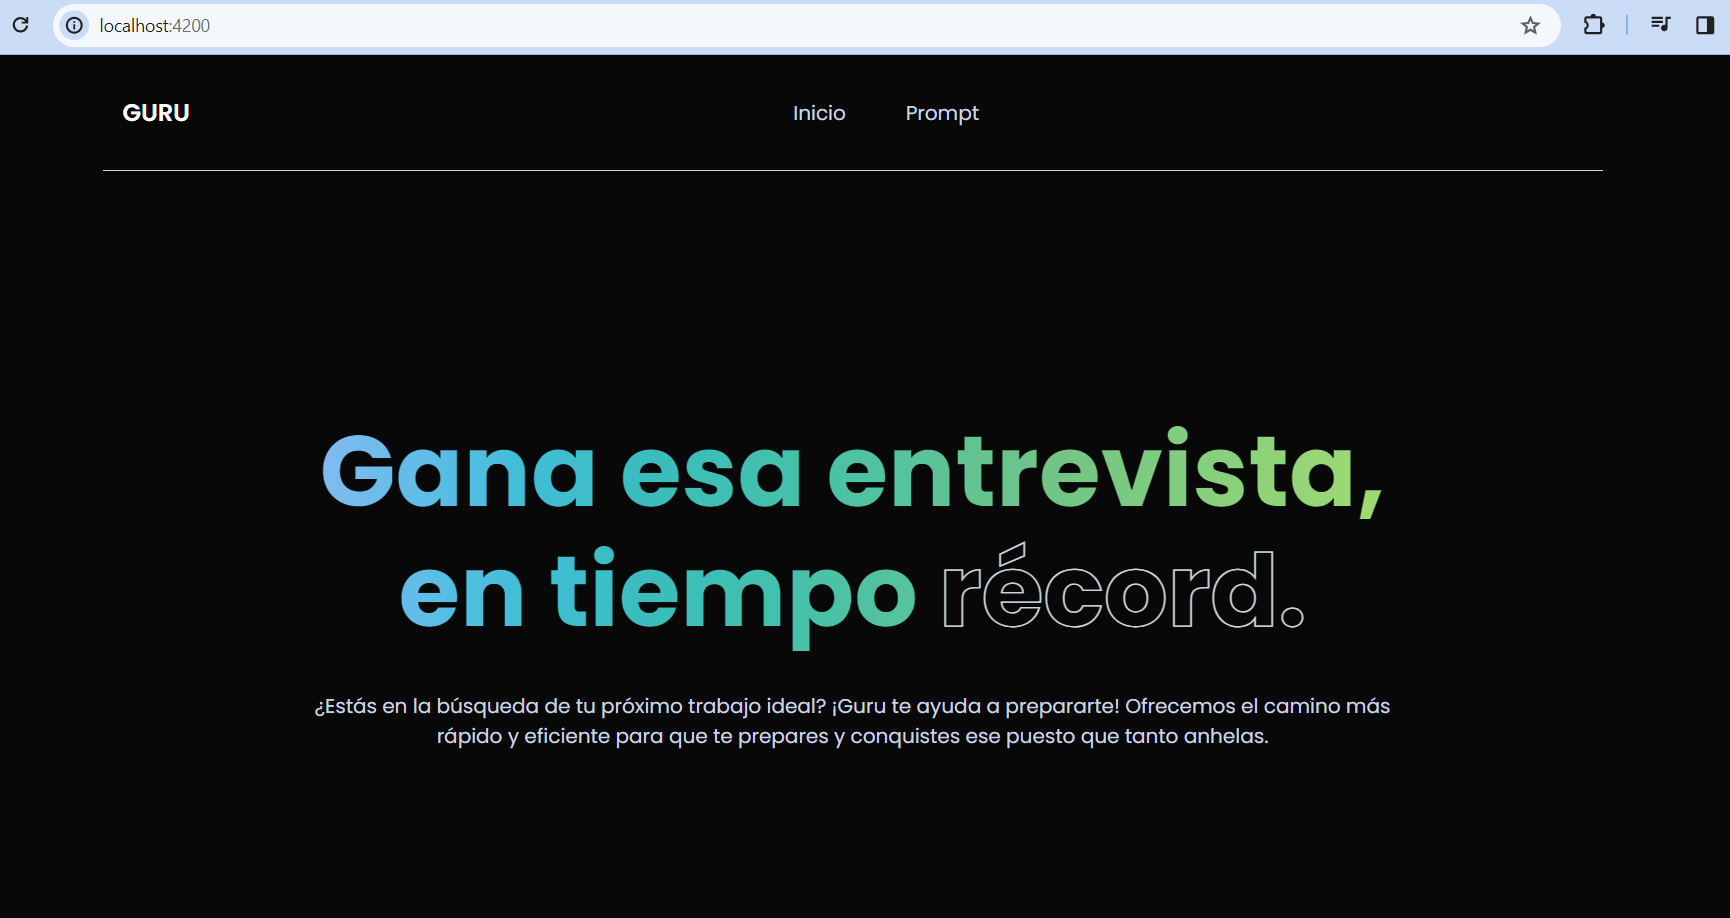 localhost:4200
GURU
Inicio
Prompt
Gana esa entrevista,
en tiempo récord.
¿Estás en la búsqueda de tu próximo trabajo ideal? ¡Guru te ayuda a prepararte! Ofrecemos el camino más
rápido y eficiente para que te prepares y conquistes ese puesto que tanto anhelas.